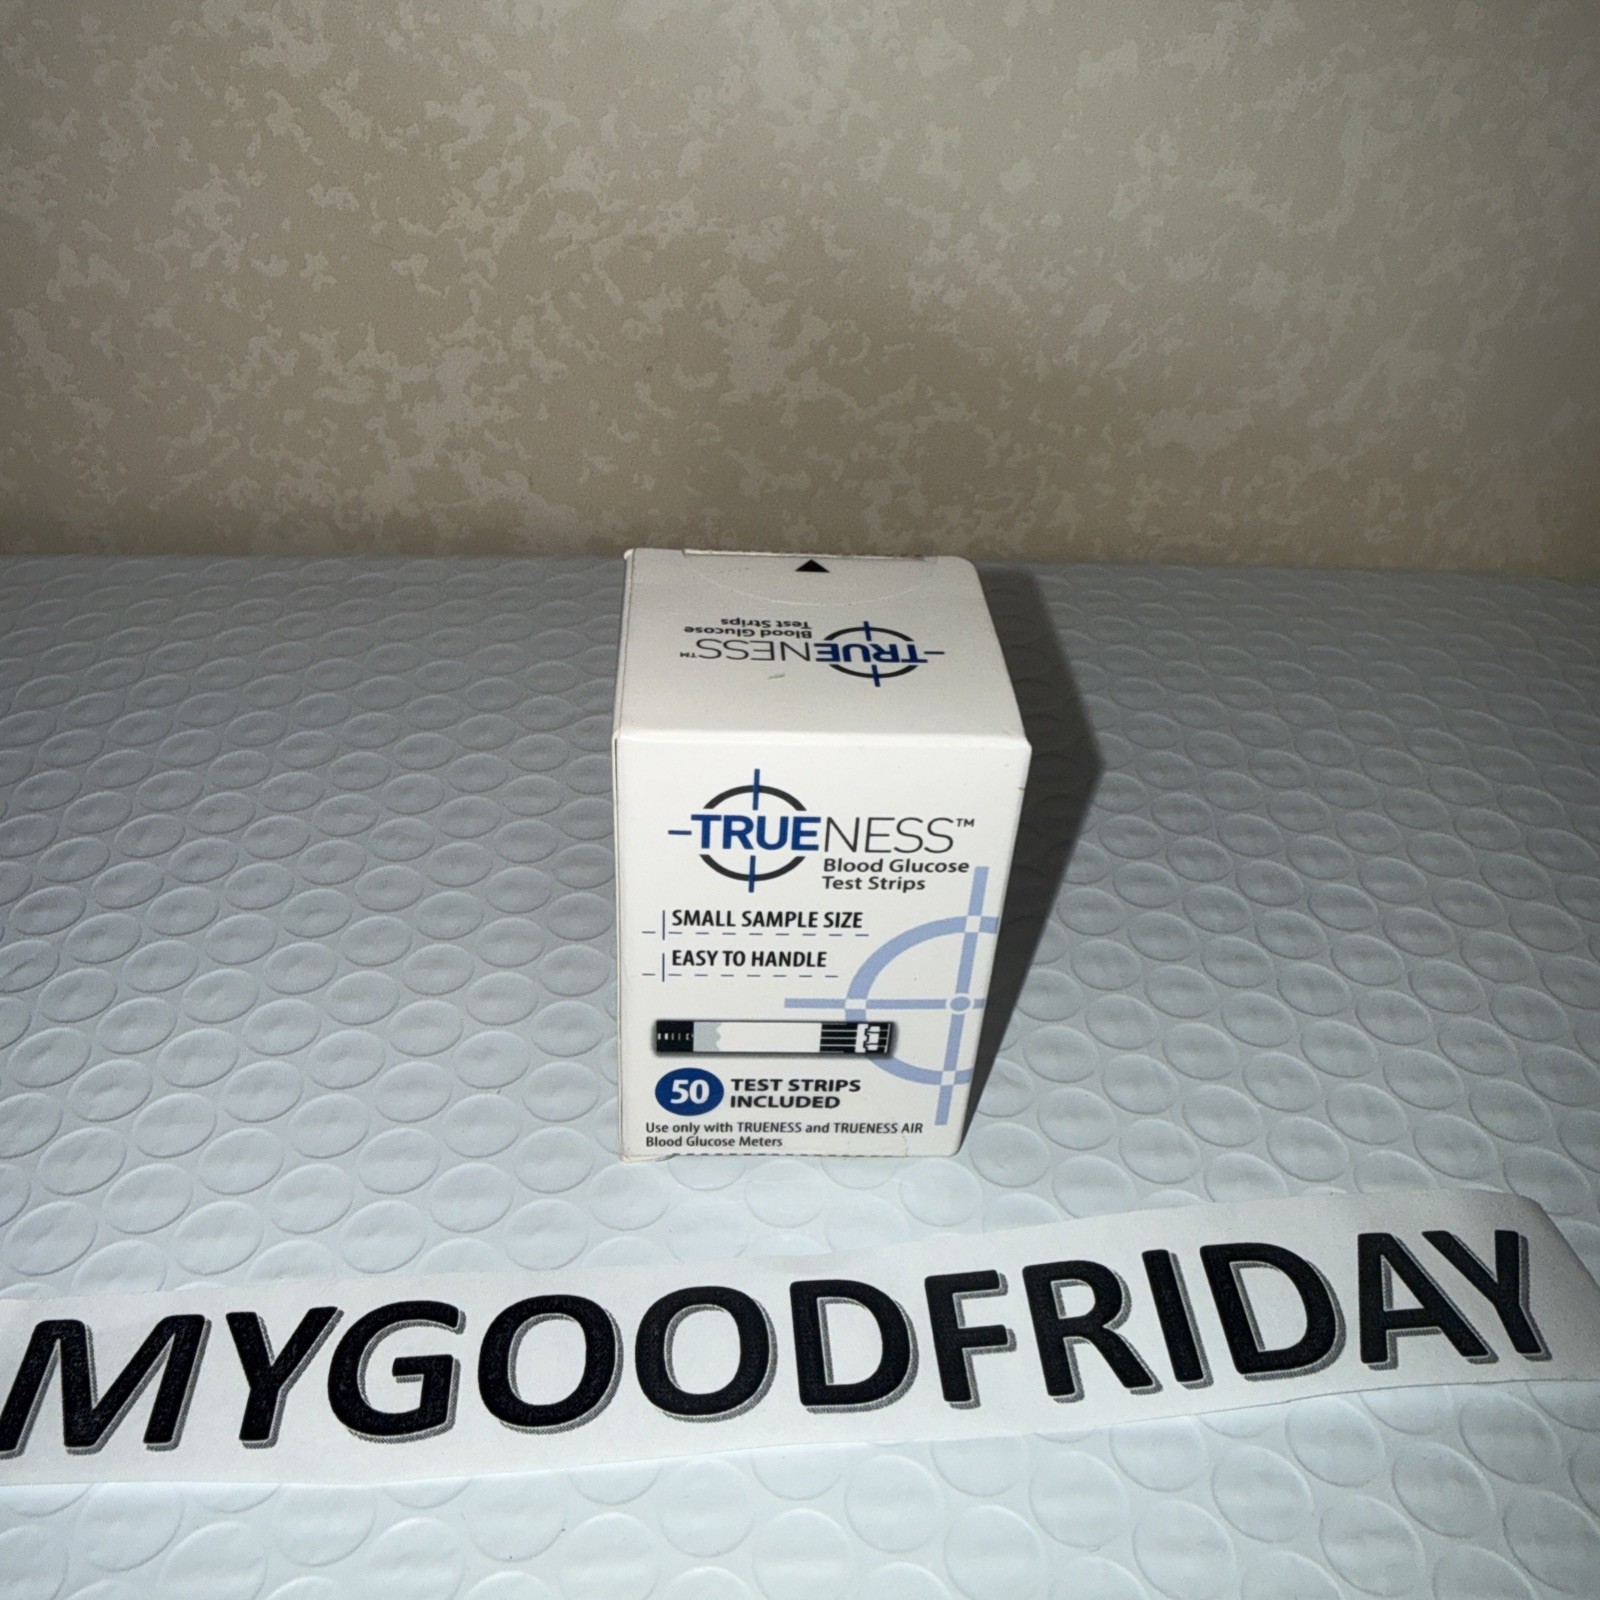 TRUENESS™
Blood Glucose
Test Strips
-TRUENESS™
Blood Glucose
Test Strips
SMALL SAMPLE SIZE
EASY TO HANDLE
50 TEST STRIPS
INCLUDED
Use only with TRUENESS and TRUENESS AIR
Blood Glucose Meters
MYGOODFRIDAY